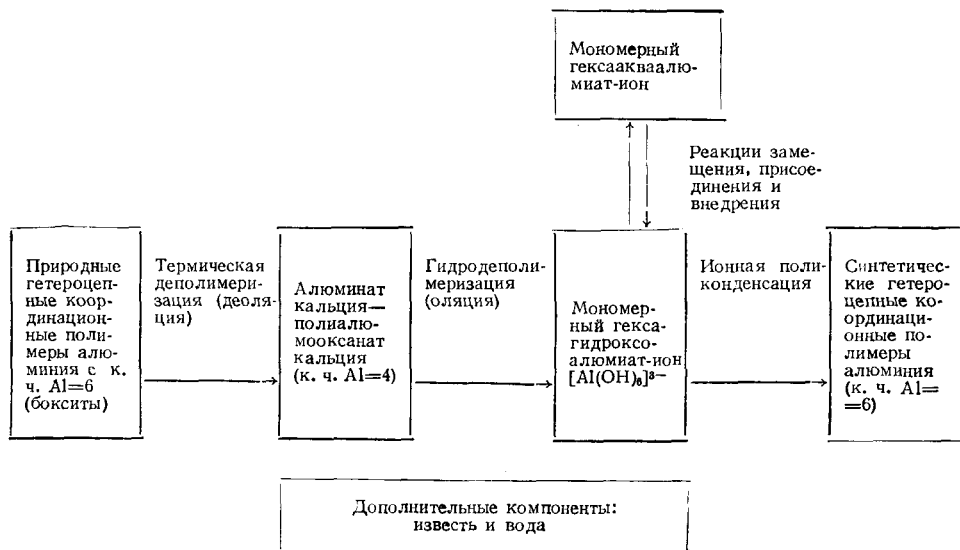 Мономерный
гексаакваалю-
миат-ион
Реакции заме-
щения, присое-
динения и
внедрения
Природные
гетероцеп-
ные коор-
динацион-
ные поли-
меры алю-
миния с к.
ч. Al=6
(бокситы)
Термическая
деполимери-
зация (деоля-
ция)
Алюминат
кальция—
полиалю-
мооксанат
кальция
(к. ч. Al=4)
Гидродеполи-
меризация
(оляция)
Мономер-
ный гекса-
гидроксо-
алюмиат-ион
[Al(OH)₆]³⁻
Ионная поли-
конденсация
Синтетичес-
кие гетеро-
цепные ко-
ординаци-
онные по-
лимеры
алюминия
(к. ч. Al=
=6)
Дополнительные компоненты:
известь и вода